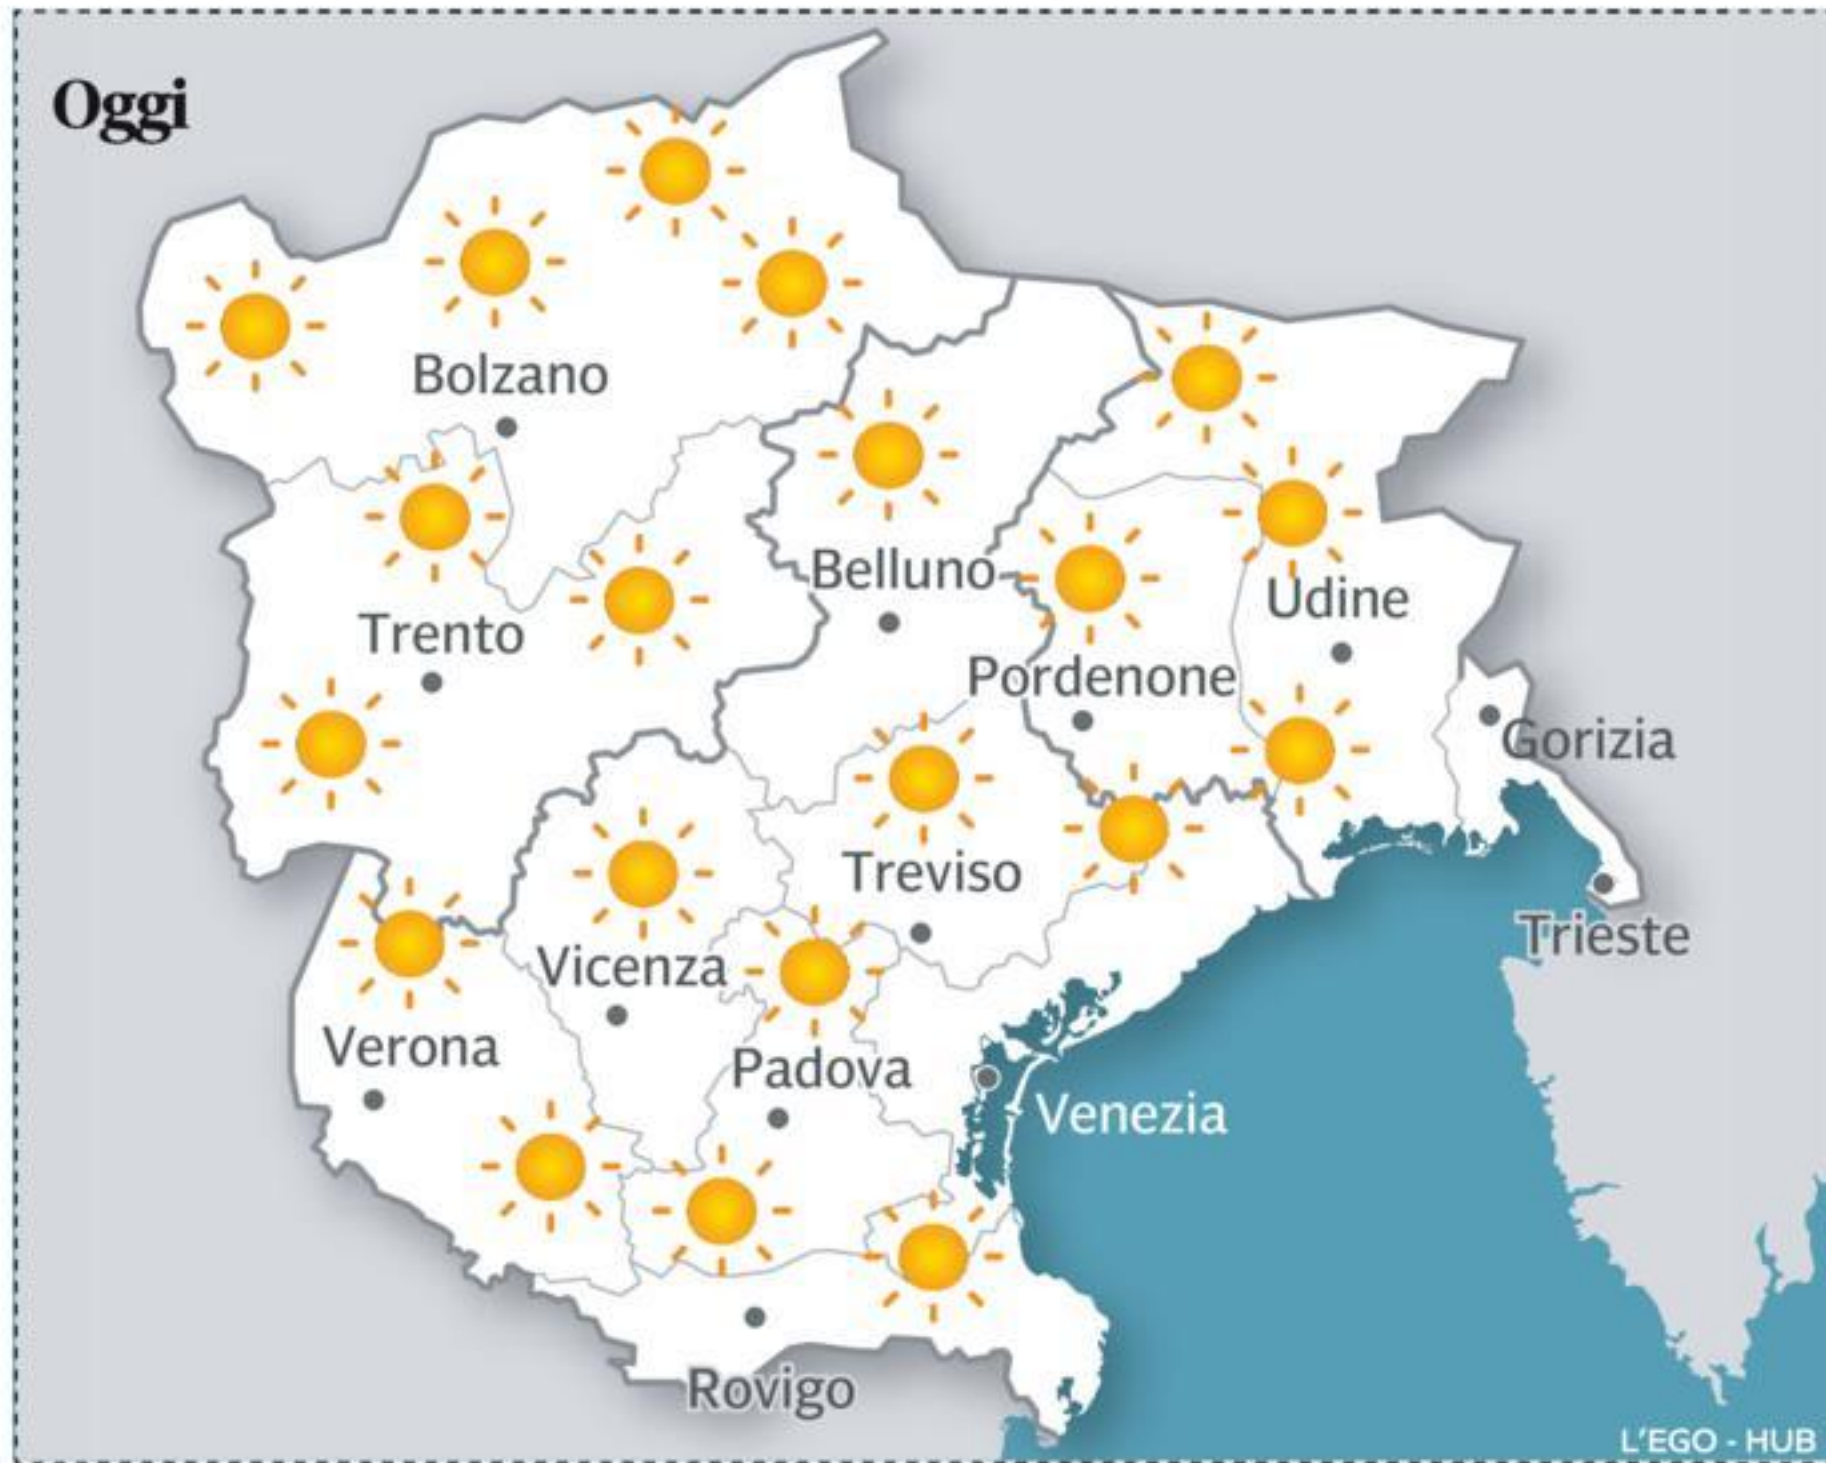 Oggi
Bolzano
Belluno
Udine
Trento
Pordenone
Gorizia
Treviso
Trieste
Vicenza
Verona
Padova
Venezia
Rovigo
L'EGO - HUB